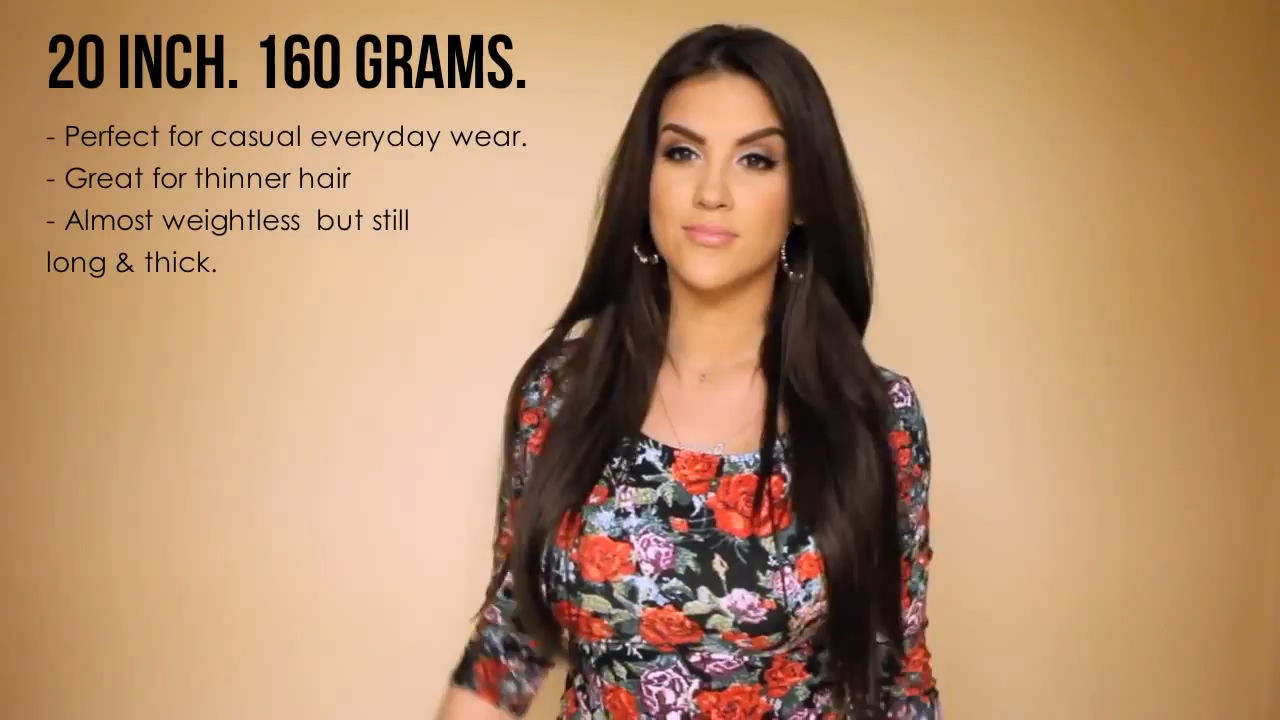 20 INCH. 160 GRAMS.
- Perfect for casual everyday wear.
- Great for thinner hair
- Almost weightless  but still
long & thick.